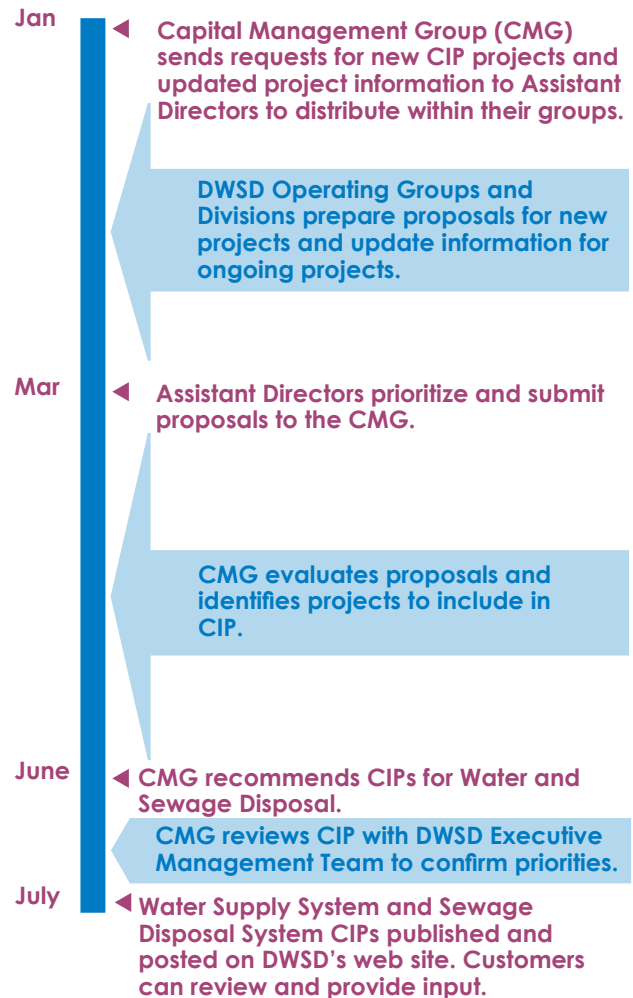 Jan
Capital Management Group (CMG)
sends requests for new CIP projects and
updated project information to Assistant
Directors to distribute within their groups.
DWSD Operating Groups and
Divisions prepare proposals for new
projects and update information for
ongoing projects.
Mar
Assistant Directors prioritize and submit
proposals to the CMG.
CMG evaluates proposals and
identifies projects to include in
CIP.
June
CMG recommends CIPs for Water and
Sewage Disposal.
CMG reviews CIP with DWSD Executive
Management Team to confirm priorities.
July
Water Supply System and Sewage
Disposal System CIPs published and
posted on DWSD’s web site. Customers
can review and provide input.